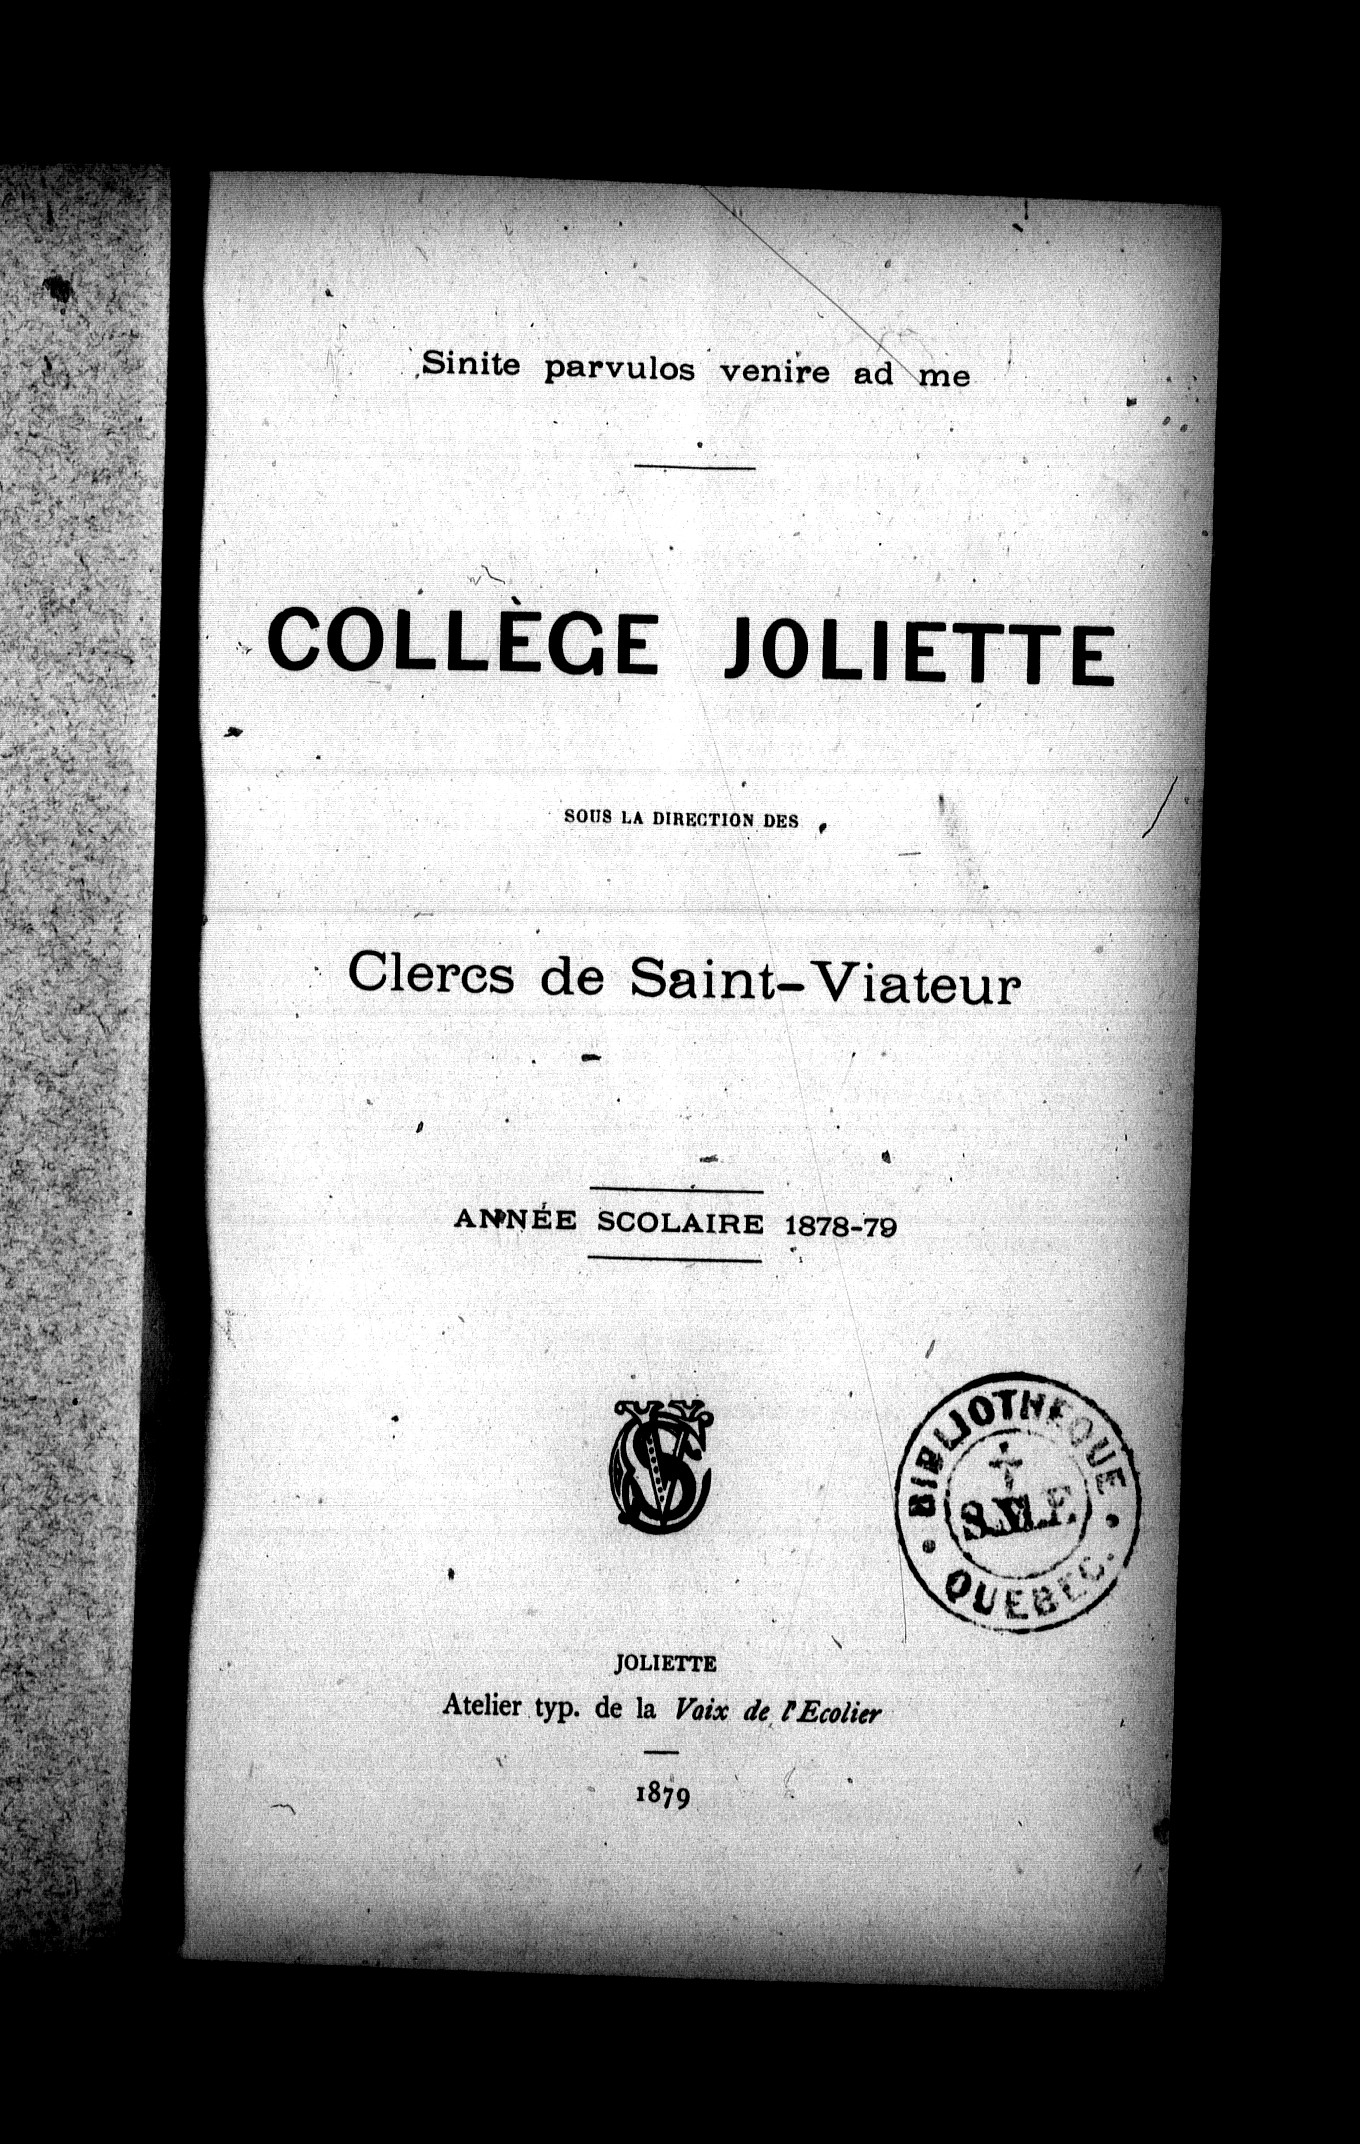 Sinite parvulos venire ad me
COLLÈGE JOLIETTE
SOUS LA DIRECTION DES
Clercs de Saint-Viateur
ANNÉE SCOLAIRE 1878-79
BIBLIOTHEQUE
QUEBEC.
JOLIETTE
Atelier typ. de la Voix de l'Ecolier
1879